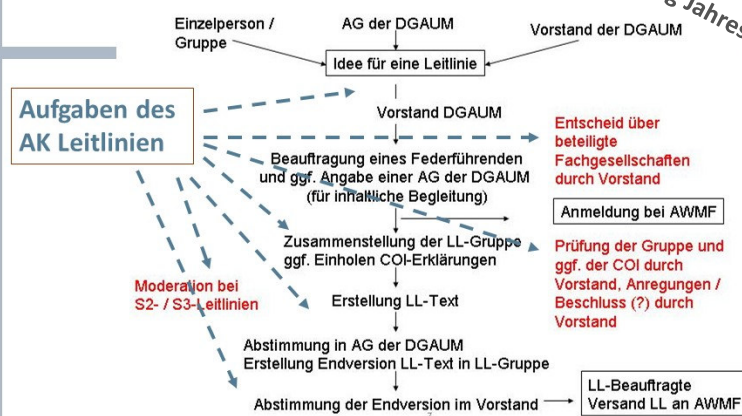 g Jahres
Einzelperson /
Gruppe
AG der DGAUM
Vorstand der DGAUM
Idee für eine Leitlinie
Aufgaben des
AK Leitlinien
Vorstand DGAUM
Entscheid über
beteiligte
Fachgesellschaften
durch Vorstand
Beauftragung eines Federführenden
und ggf. Angabe einer AG der DGAUM
(für inhaltliche Begleitung)
Anmeldung bei AWMF
Zusammenstellung der LL-Gruppe
ggf. Einholen COI-Erklärungen
Prüfung der Gruppe und
ggf. der COI durch
Vorstand, Anregungen /
Beschluss (?) durch
Vorstand
Moderation bei
S2- / S3-Leitlinien
Erstellung LL-Text
Abstimmung in AG der DGAUM
Erstellung Endversion LL-Text in LL-Gruppe
Abstimmung der Endversion im Vorstand
LL-Beauftragte
Versand LL an AWMF